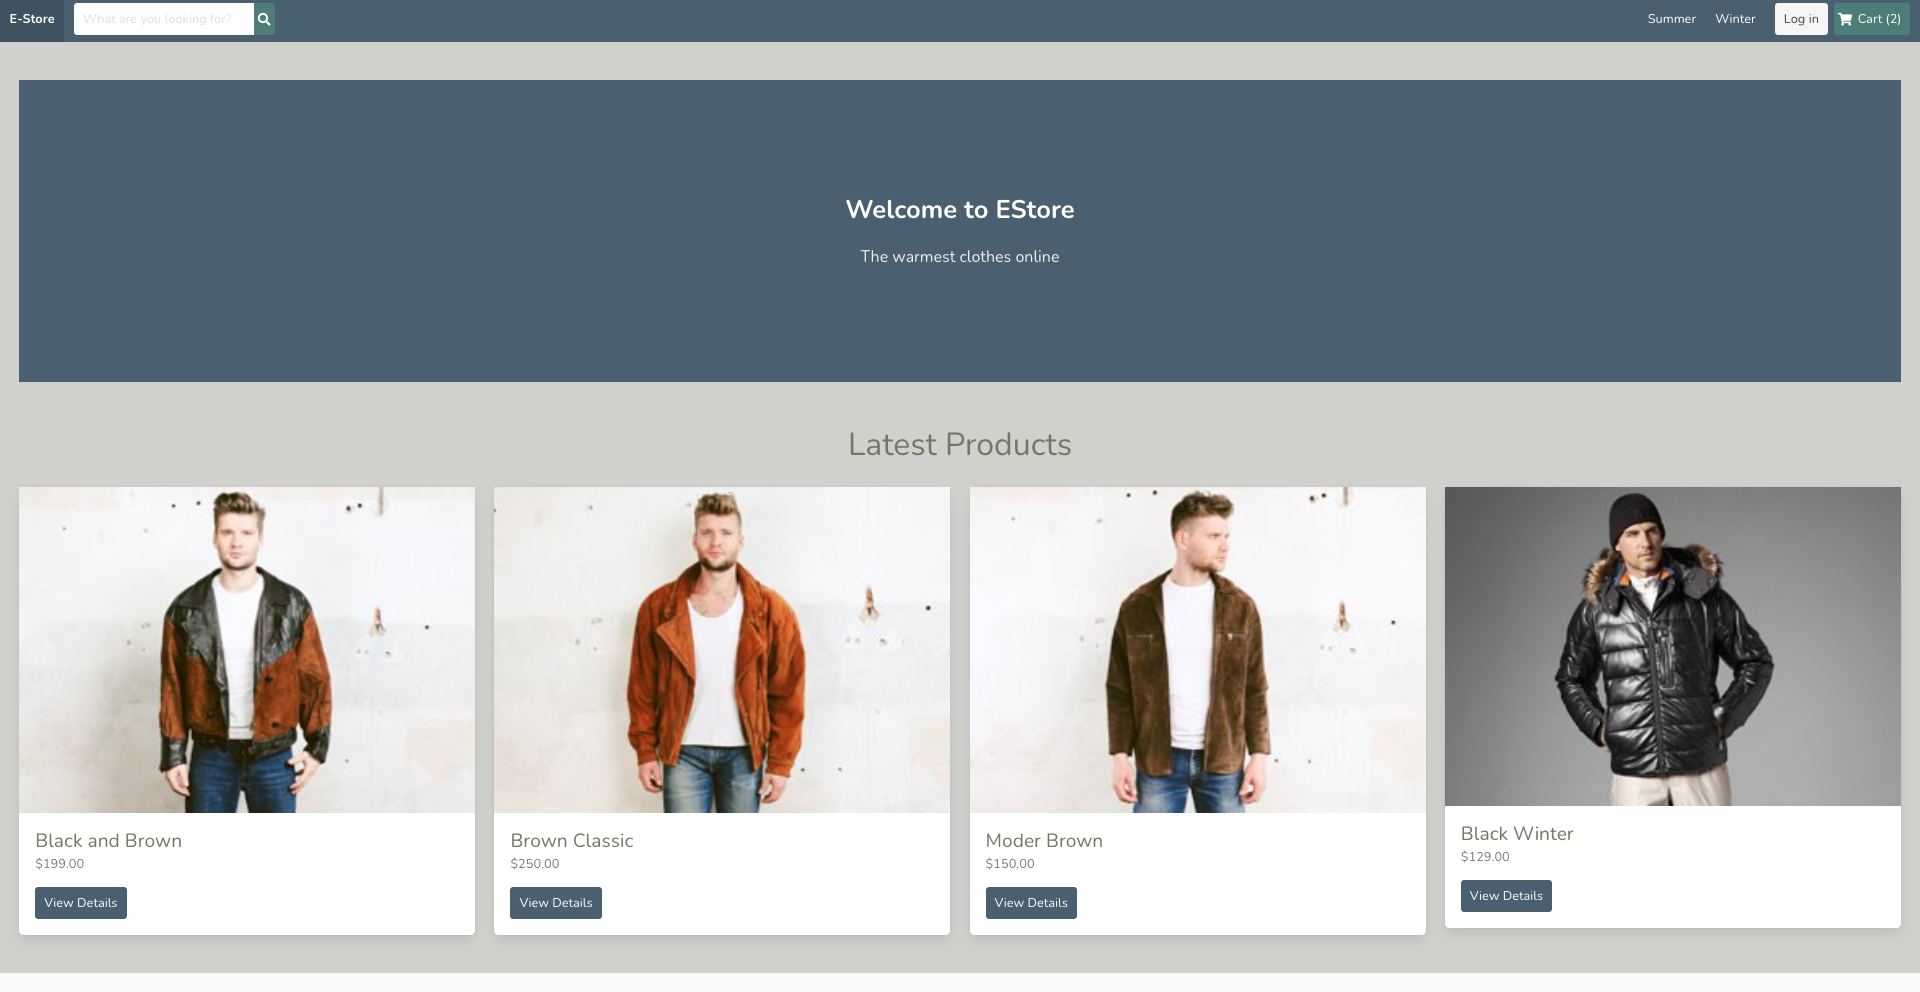 E-Store
What are you looking for?
Summer
Winter
Log in
Cart (2)
Welcome to EStore
The warmest clothes online
Latest Products
Black and Brown
$199.00
View Details
Brown Classic
$250.00
View Details
Moder Brown
$150.00
View Details
Black Winter
$129.00
View Details